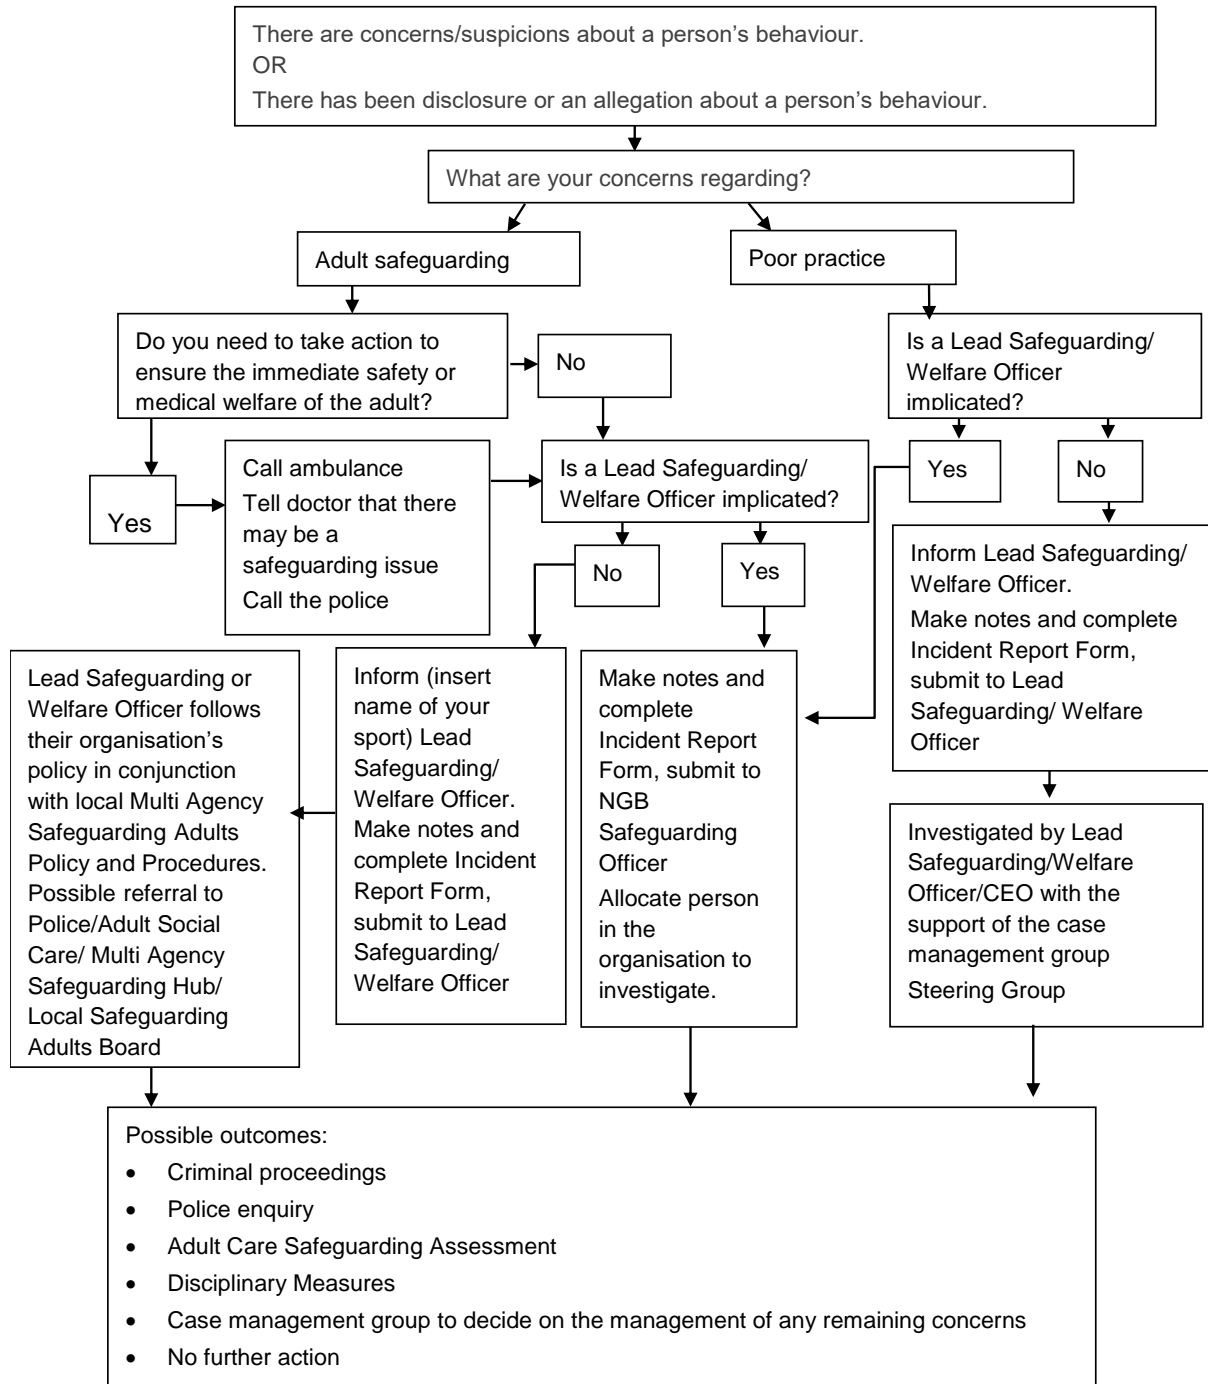 There are concerns/suspicions about a person's behaviour.
OR
There has been disclosure or an allegation about a person's behaviour.
What are your concerns regarding?
Adult safeguarding
Poor practice
Do you need to take action to
ensure the immediate safety or
medical welfare of the adult?
No
Is a Lead Safeguarding/
Welfare Officer
implicated?
Yes
Call ambulance
Tell doctor that there
may be a
safeguarding issue
Call the police
Is a Lead Safeguarding/
Welfare Officer implicated?
Yes
No
No
Yes
Inform Lead Safeguarding/
Welfare Officer.
Make notes and complete
Incident Report Form,
submit to Lead
Safeguarding/ Welfare
Officer
Lead Safeguarding or
Welfare Officer follows
their organisation's
policy in conjunction
with local Multi Agency
Safeguarding Adults
Policy and Procedures.
Possible referral to
Police/Adult Social
Care/ Multi Agency
Safeguarding Hub/
Local Safeguarding
Adults Board
Inform (insert
name of your
sport) Lead
Safeguarding/
Welfare Officer.
Make notes and
complete Incident
Report Form,
submit to Lead
Safeguarding/
Welfare Officer
Make notes and
complete
Incident Report
Form, submit to
NGB
Safeguarding
Officer
Allocate person
in the
organisation to
investigate.
Investigated by Lead
Safeguarding/Welfare
Officer/CEO with the
support of the case
management group
Steering Group
Possible outcomes:
• Criminal proceedings
• Police enquiry
• Adult Care Safeguarding Assessment
• Disciplinary Measures
• Case management group to decide on the management of any remaining concerns
• No further action